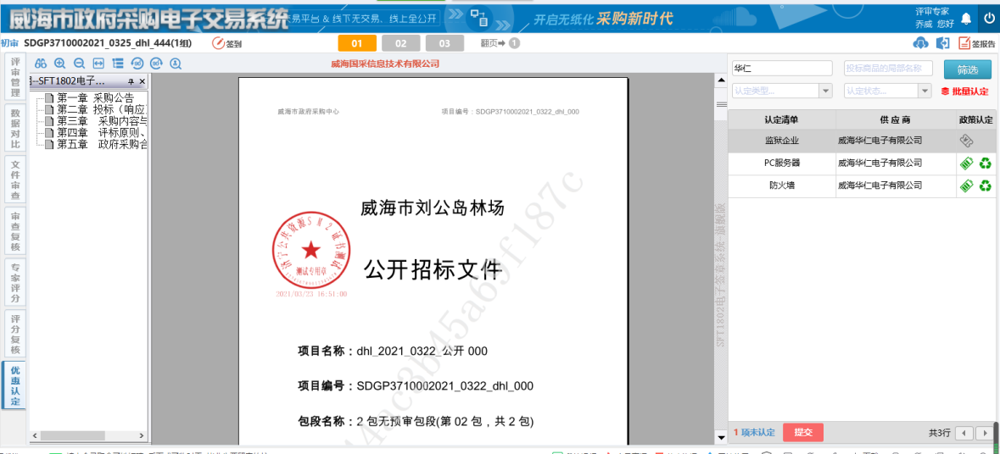 威海市政府采购电子交易系统
易平台 & 线下无交易、线上全公开
开启无纸化 采购新时代
评审专家
乔威 您好
初审 SDGP3710002021_0325_dhl_444(1组)
签到
01
02
03
翻页➡ 1
签报告
威海国采信息技术有限公司
评审管理
数据对比
文件审查
审查复核
专家评分
评分复核
优惠认定
--SFT1802电子...
第一章 采购公告
第二章 投标（响应
第三章 采购内容与
第四章 评标原则、
第五章 政府采购合
威海市政府采购中心
项目编号：SDGP3710002021_0322_dhl_000
威海市刘公岛林场
公开招标文件
济宁公共资源SM2证书测试
测试专用章
2021/03/23 16:51:00
项目名称：dhl_2021_0322_公开 000
项目编号：SDGP3710002021_0322_dhl_000
包段名称：2 包无预审包段(第 02 包，共 2 包)
14ac3b45a69f187c
SFT1802电子签章系统-旗舰版
华仁
投标商品的局部名称
筛选
认定类型...
认定状态...
批量认定
认定清单
供 应 商
政策认定
监狱企业
威海华仁电子有限公司
PC服务器
威海华仁电子有限公司
防火墙
威海华仁电子有限公司
1 项未认定
提交
共3行